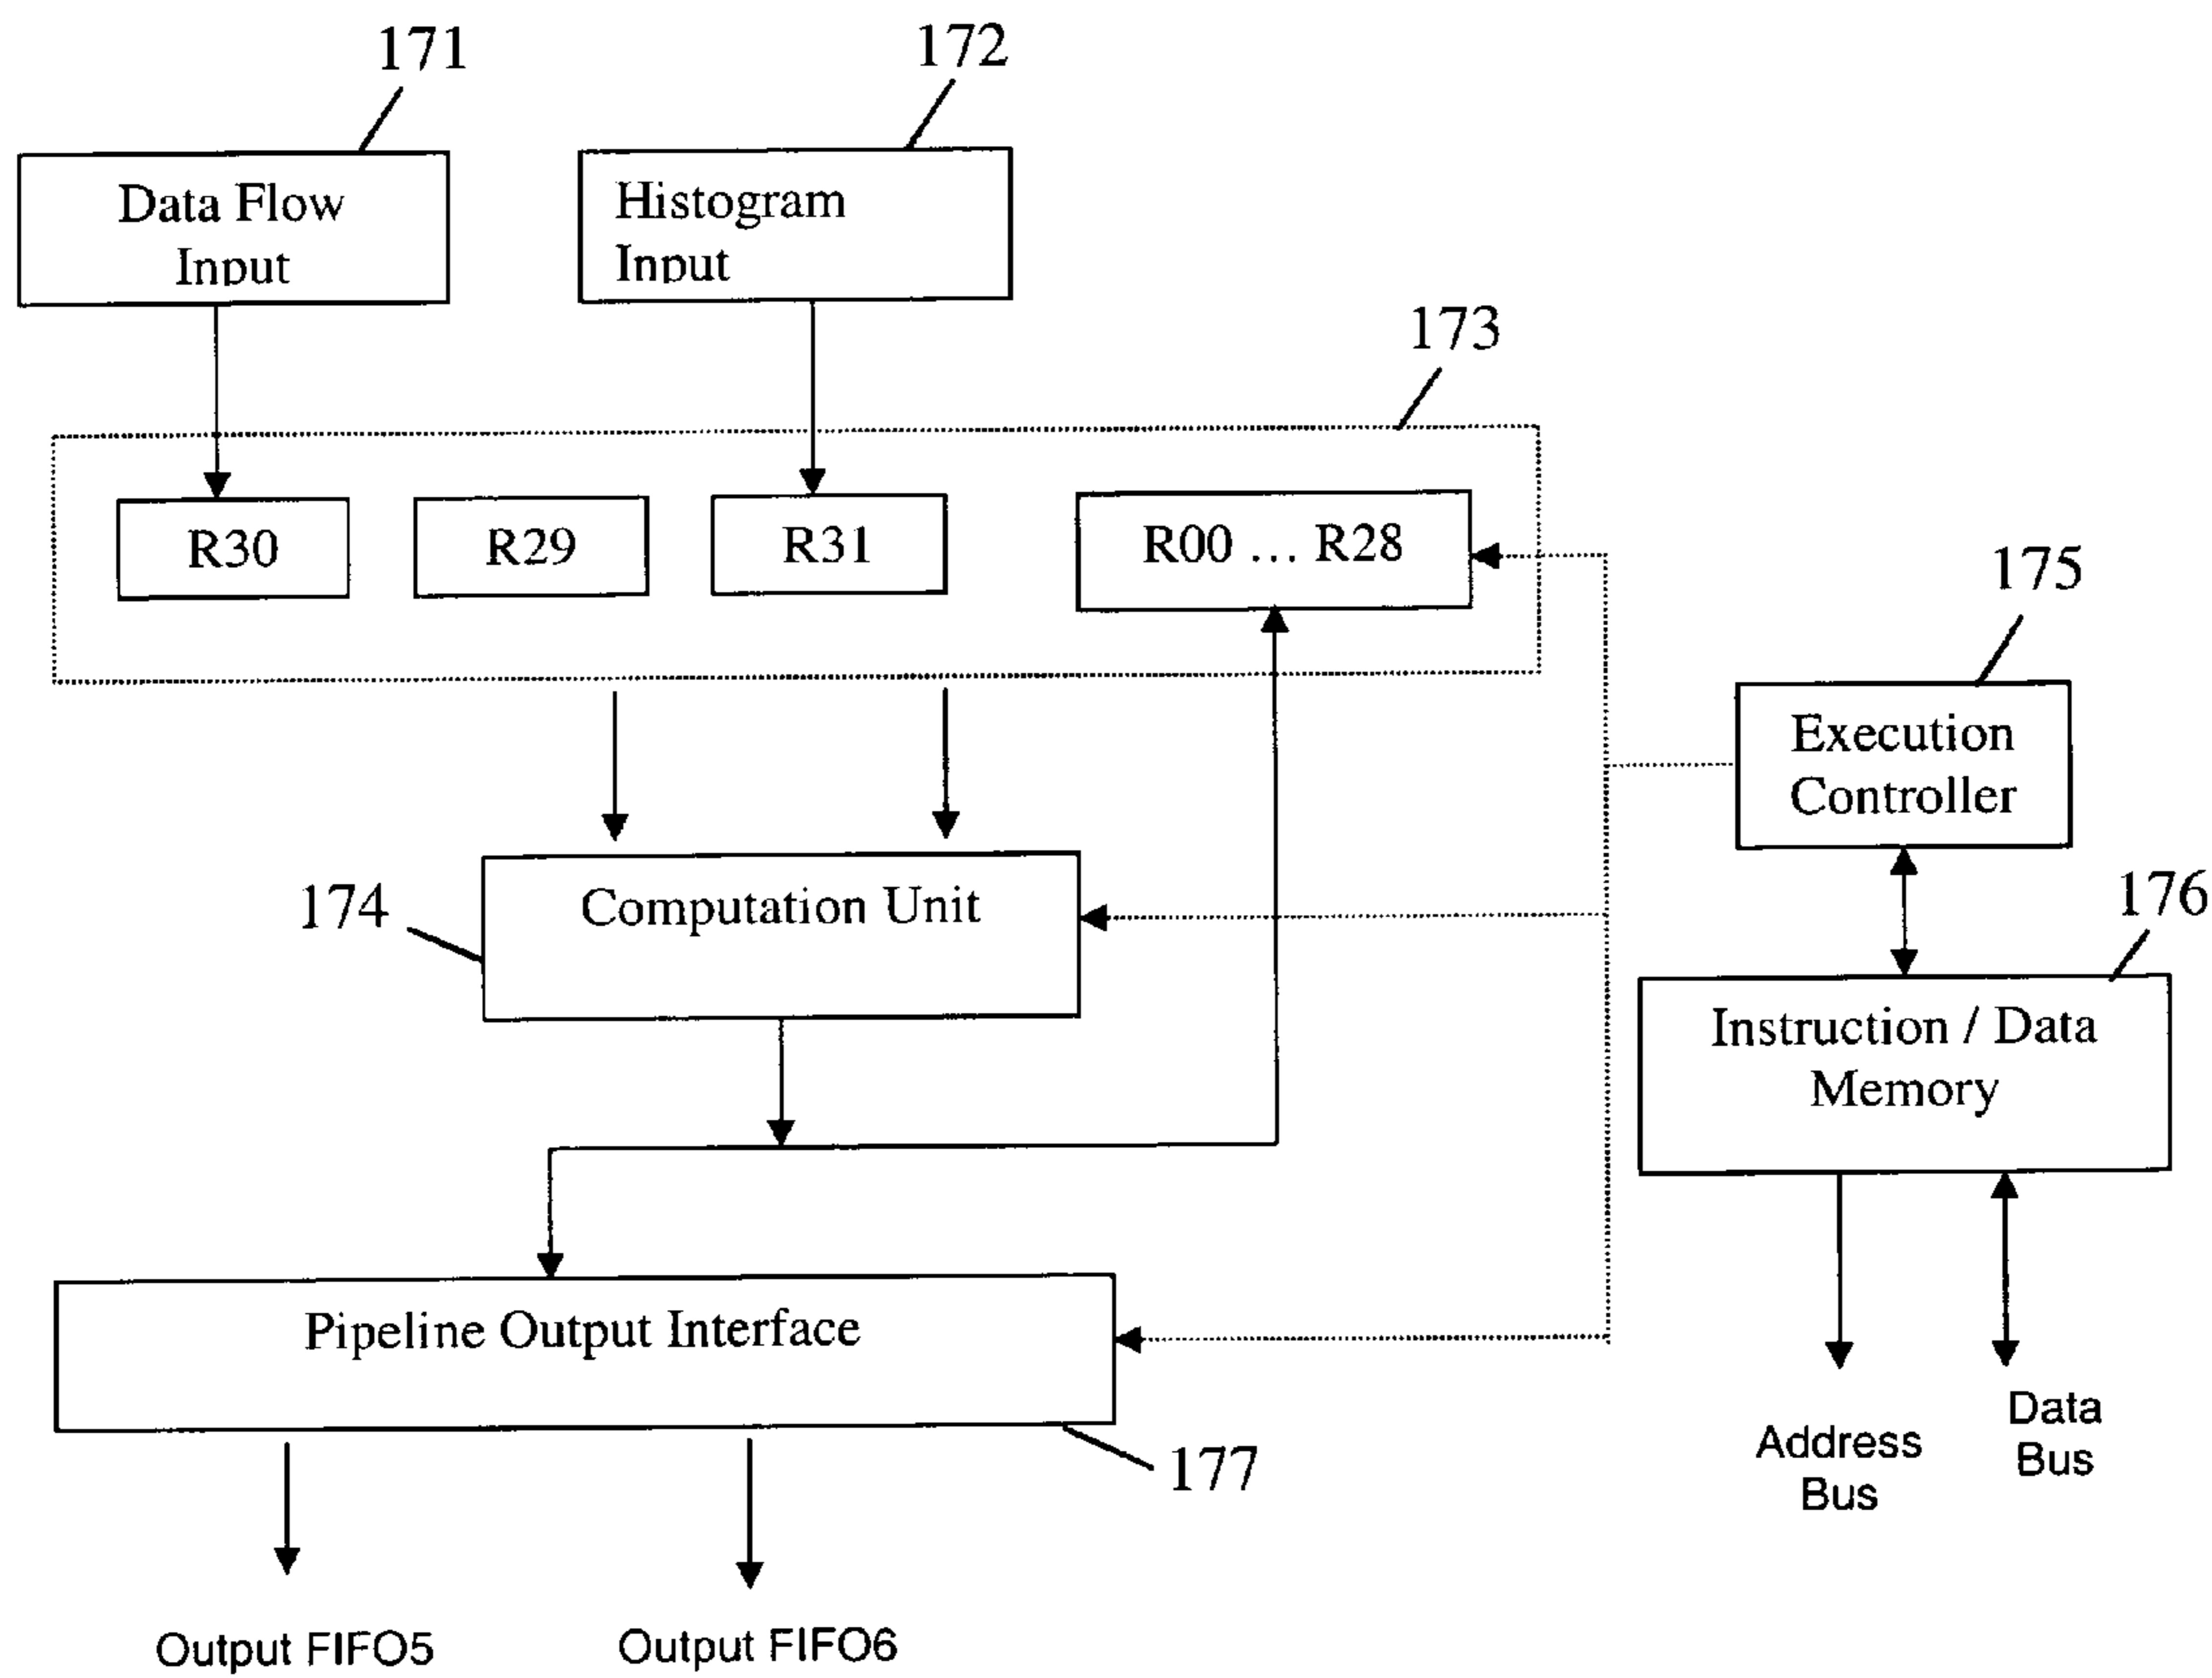 171
172
Data Flow
Input
Histogram
Input
173
R30
R29
R31
R00 ... R28
175
Execution
Controller
174
Computation Unit
176
Instruction / Data
Memory
Pipeline Output Interface
177
Address
Bus
Data
Bus
Output FIFO5
Output FIFO6